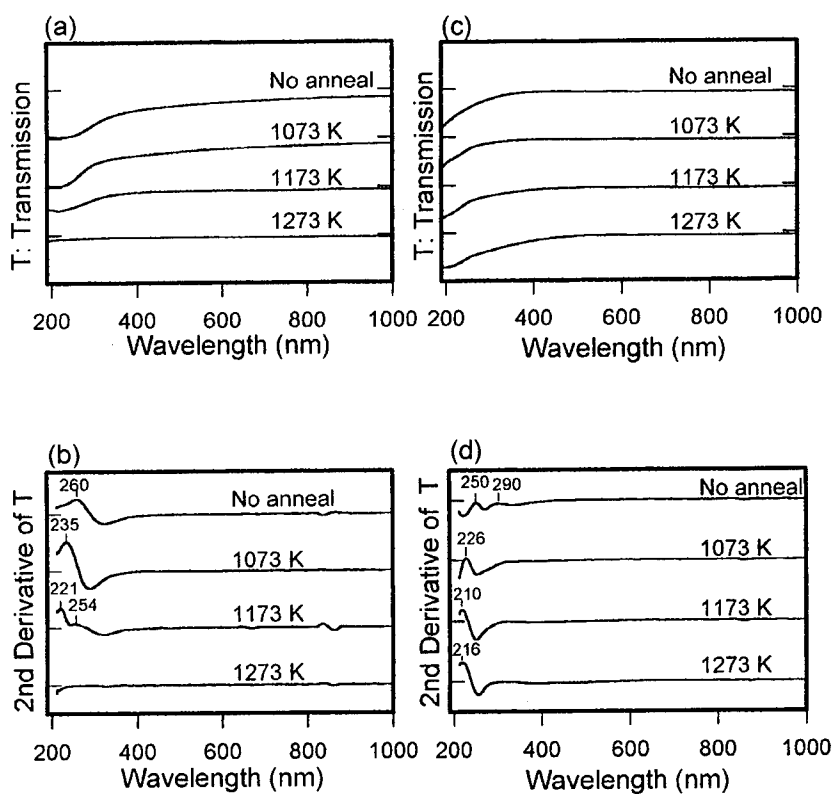 (a)
T: Transmission
No anneal
1073 K
1173 K
1273 K
200 400 600 800 1000
Wavelength (nm)
(c)
T: Transmission
No anneal
1073 K
1173 K
1273 K
200 400 600 800 1000
Wavelength (nm)
(b)
2nd Derivative of T
260
No anneal
235
1073 K
221
254
1173 K
1273 K
200 400 600 800 1000
Wavelength (nm)
(d)
2nd Derivative of T
250 290
No anneal
226
1073 K
210
1173 K
216
1273 K
200 400 600 800 1000
Wavelength (nm)